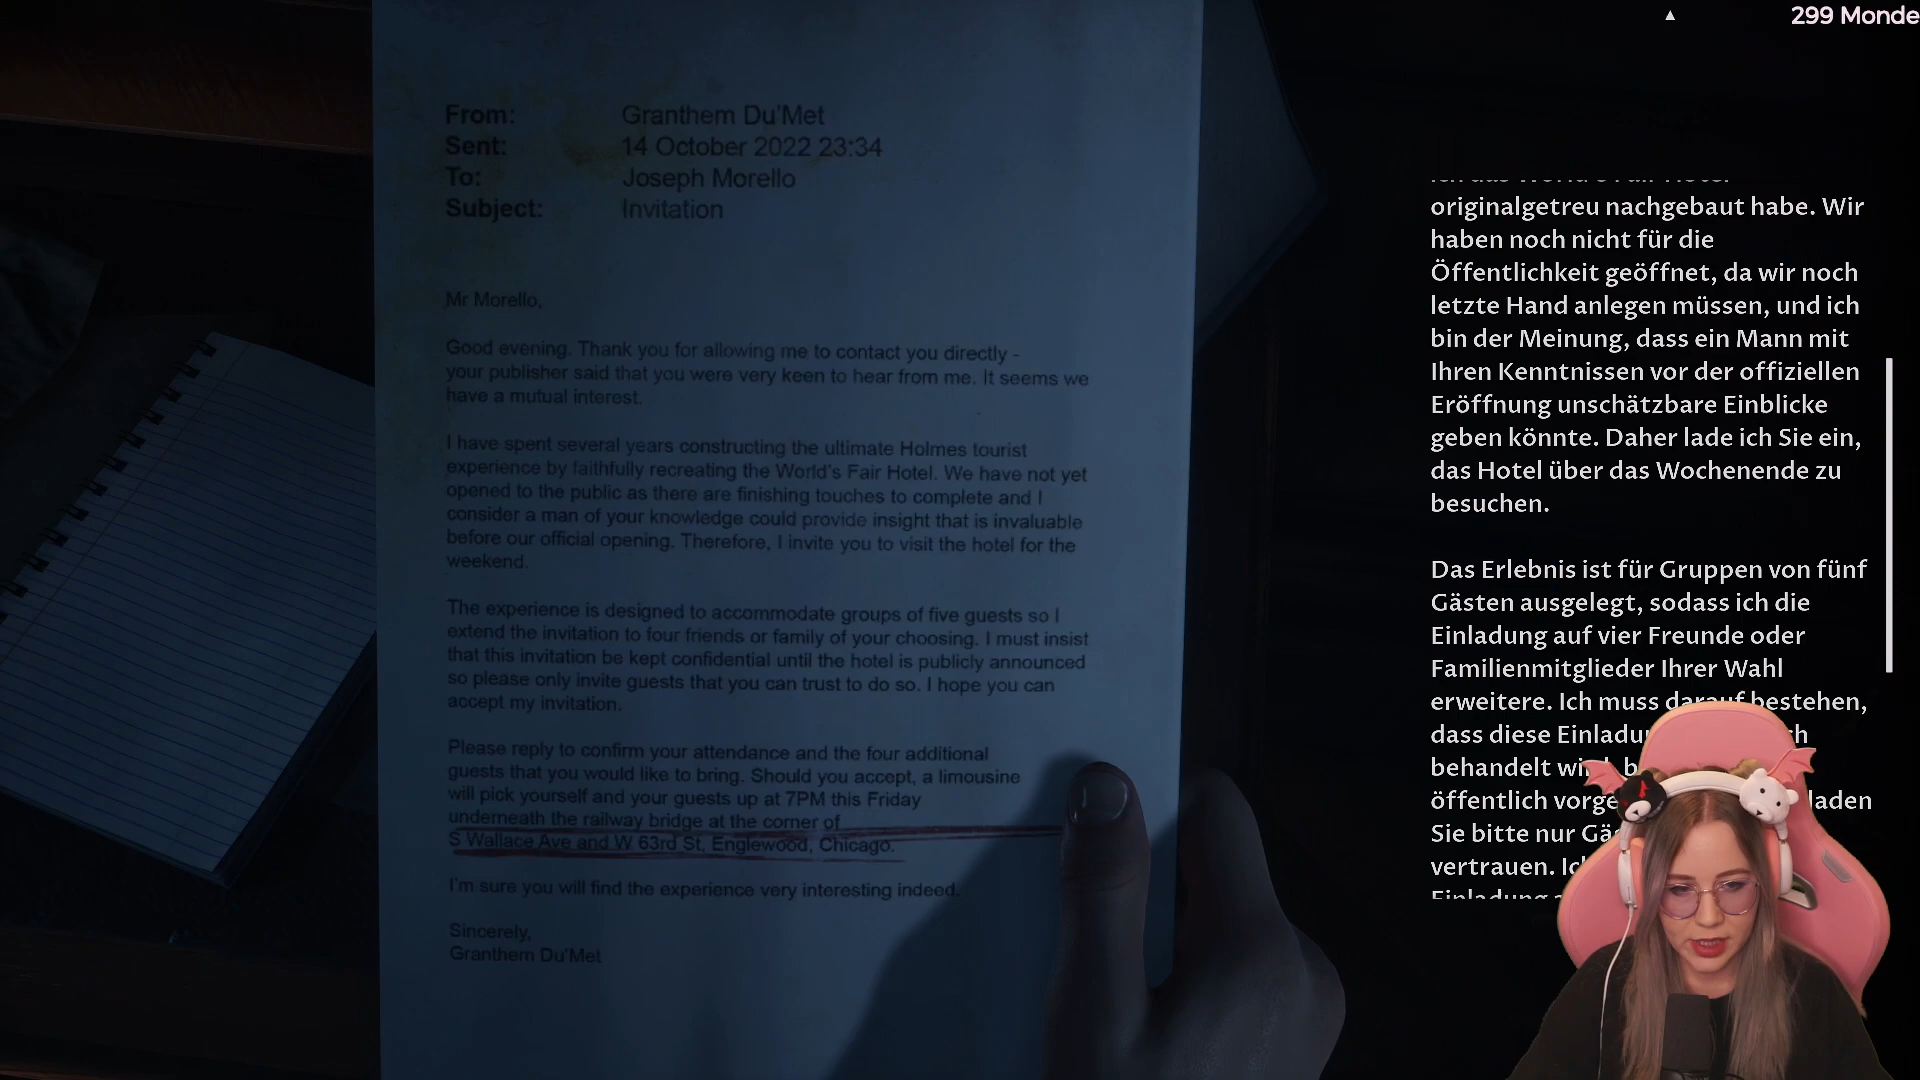 299 Monde
From: Granthem Du'Met
Sent: 14 October 2022 23:34
To: Joseph Morello
Subject: Invitation
Mr Morello,
Good evening. Thank you for allowing me to contact you directly -
your publisher said that you were very keen to hear from me. It seems we
have a mutual interest.
I have spent several years constructing the ultimate Holmes tourist
experience by faithfully recreating the World's Fair Hotel. We have not yet
opened to the public as there are finishing touches to complete and I
consider a man of your knowledge could provide insight that is invaluable
before our official opening. Therefore, I invite you to visit the hotel for the
weekend.
The experience is designed to accommodate groups of five guests so I
extend the invitation to four friends or family of your choosing. I must insist
that this invitation be kept confidential until the hotel is publicly announced
so please only invite guests that you can trust to do so. I hope you can
accept my invitation.
Please reply to confirm your attendance and the four additional
guests that you would like to bring. Should you accept, a limousine
will pick yourself and your guests up at 7PM this Friday
underneath the railway bridge at the corner of
S Wallace Ave and W 63rd St, Englewood, Chicago.
I'm sure you will find the experience very interesting indeed.
Sincerely,
Granthem Du'Met
originalgetreu nachgebaut habe. Wir
haben noch nicht für die
Öffentlichkeit geöffnet, da wir noch
letzte Hand anlegen müssen, und ich
bin der Meinung, dass ein Mann mit
Ihren Kenntnissen vor der offiziellen
Eröffnung unschätzbare Einblicke
geben könnte. Daher lade ich Sie ein,
das Hotel über das Wochenende zu
besuchen.
Das Erlebnis ist für Gruppen von fünf
Gästen ausgelegt, sodass ich die
Einladung auf vier Freunde oder
Familienmitglieder Ihrer Wahl
erweitere. Ich muss darauf bestehen,
dass diese
behandelt
öffentlich laden
Sie bitte nur
vertrauen.